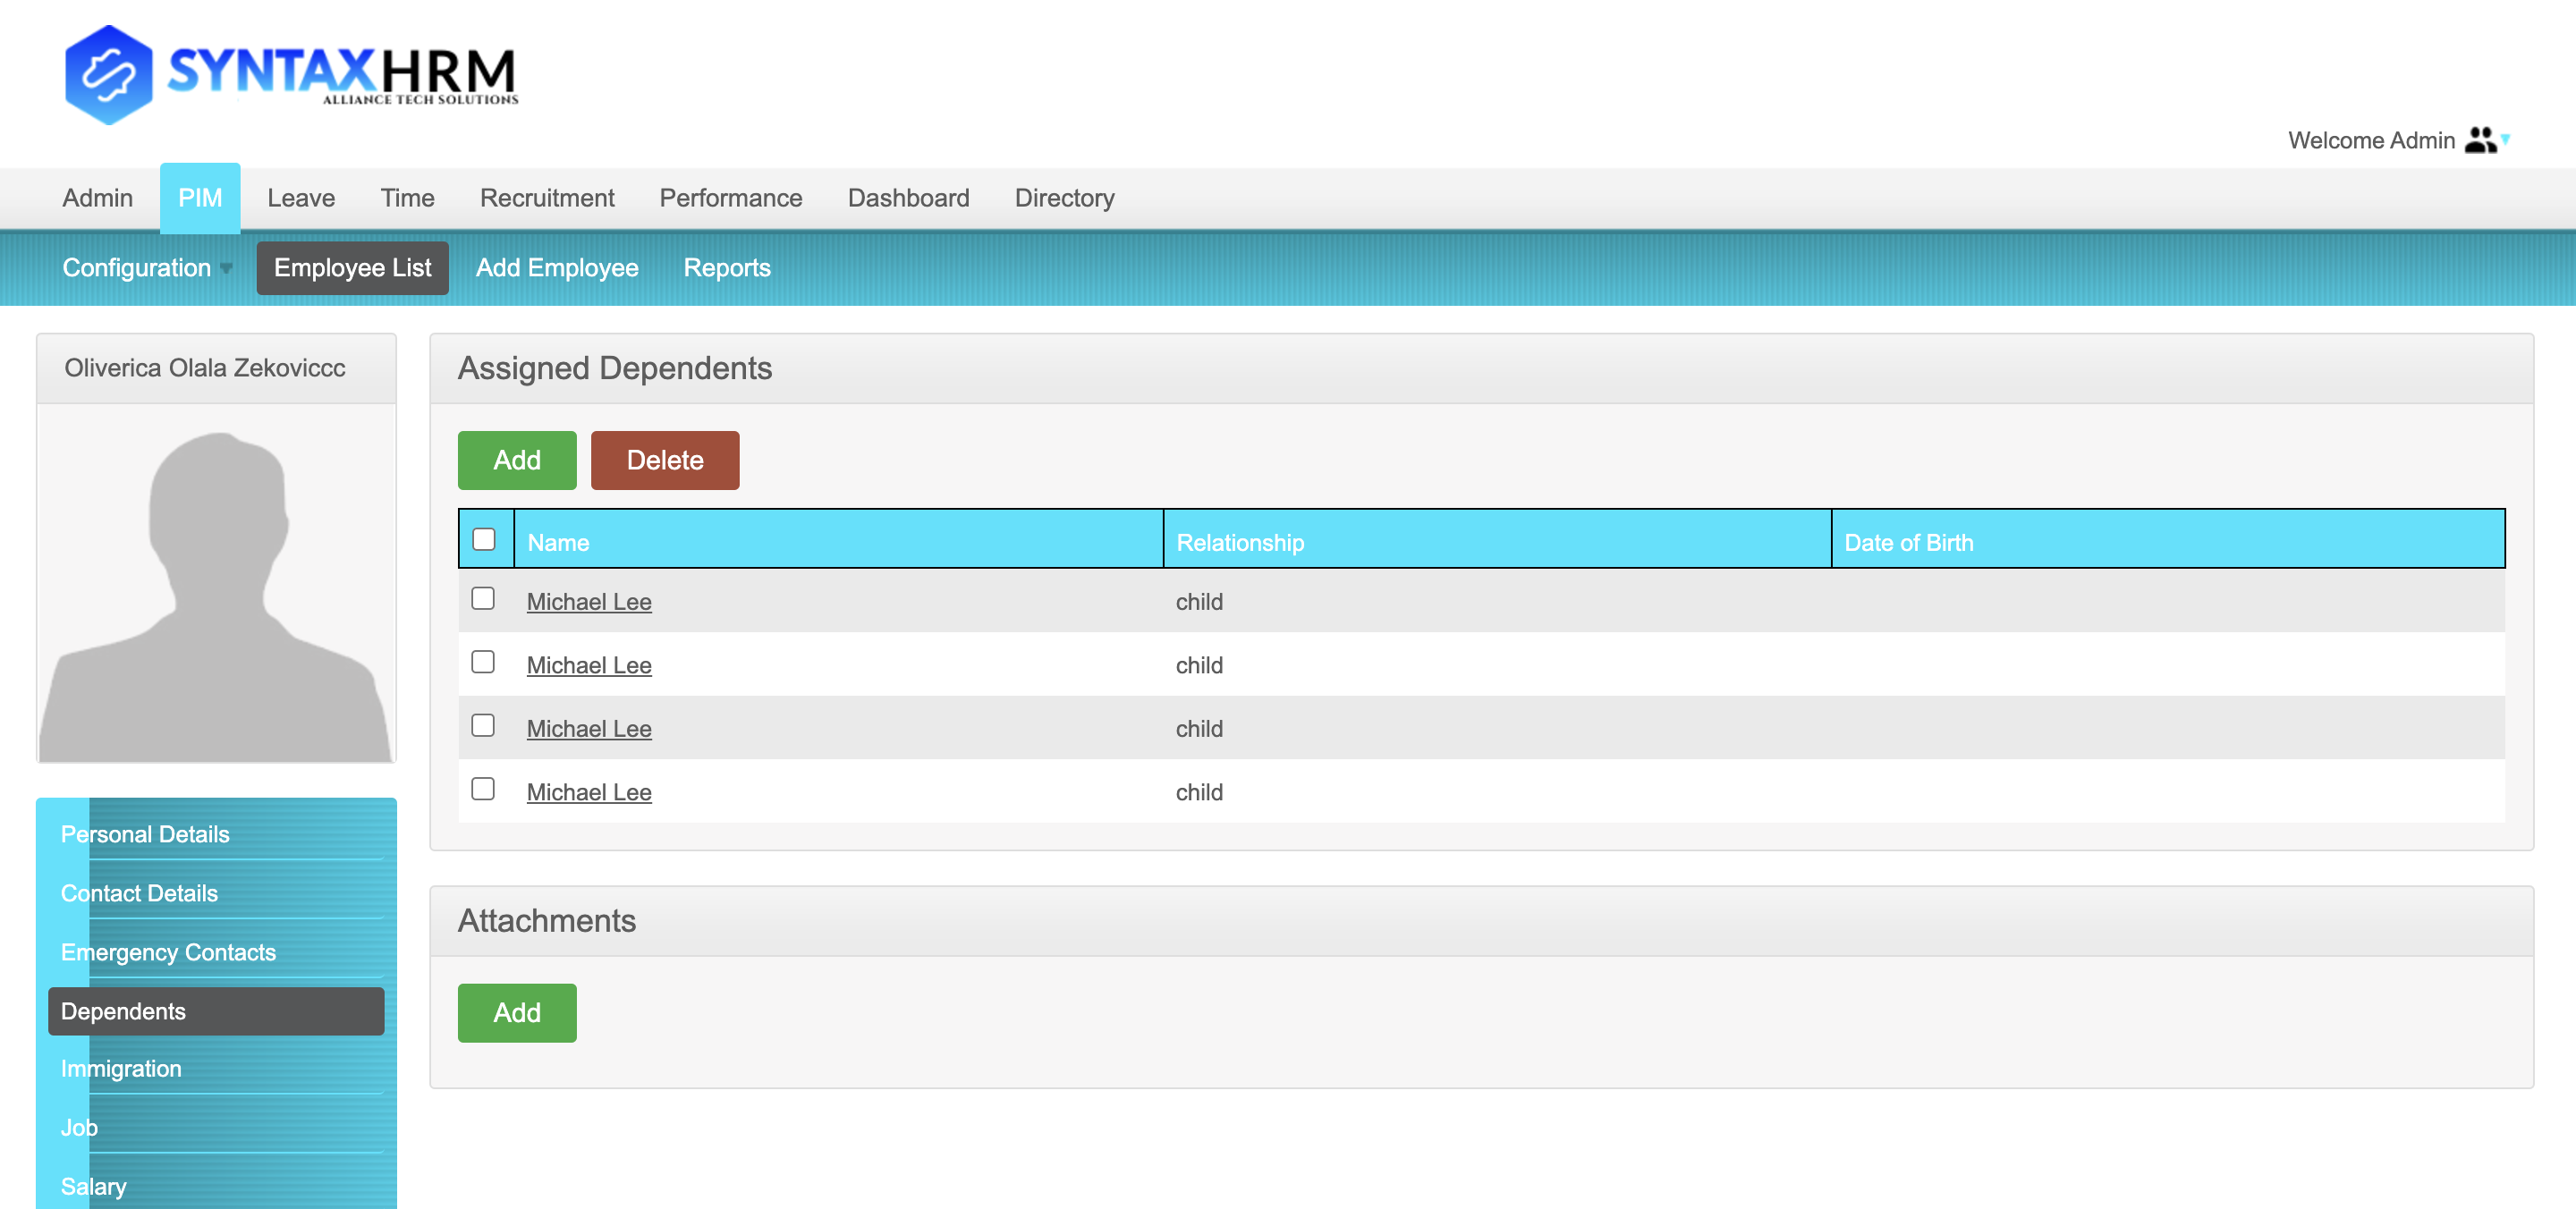 SYNTAXHRM
ALLIANCE TECH SOLUTIONS
Welcome Admin
Admin PIM Leave Time Recruitment Performance Dashboard Directory
Configuration Employee List Add Employee Reports
Oliverica Olala Zekoviccc
Personal Details
Contact Details
Emergency Contacts
Dependents
Immigration
Job
Salary
Assigned Dependents
Add Delete
Name Relationship Date of Birth
Michael Lee child
Michael Lee child
Michael Lee child
Michael Lee child
Attachments
Add